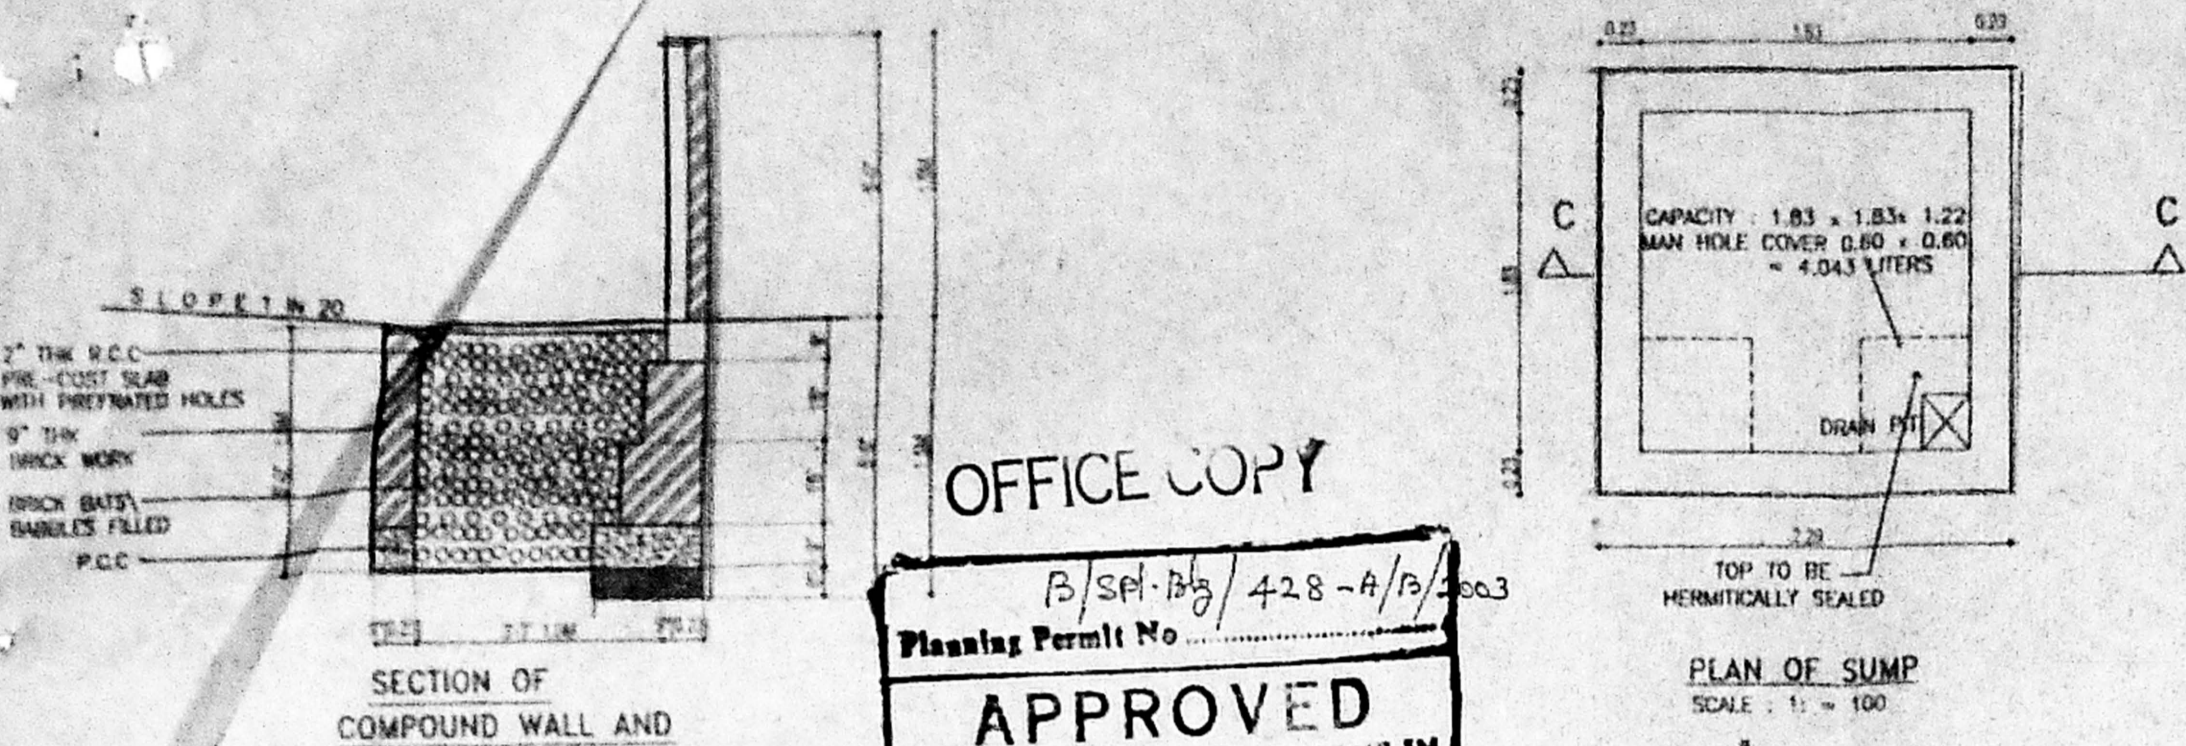 SLOPE 1 IN 20
2" THK R.C.C
PRE-COST SLAB
WITH PREFRATED HOLES
9" THK
BRICK WORK
BRICK BATS\
BABBLES FILLED
P.C.C
SECTION OF
COMPOUND WALL AND
OFFICE COPY
B/Spl.Blg/428-A/B/2003
Planning Permit No
APPROVED
0.23
0.23
C
C
CAPACITY : 1.83 x 1.83x 1.22
MAN HOLE COVER 0.60 x 0.60
= 4.043 LITERS
DRAIN PIT
0.23
2.29
TOP TO BE
HERMITICALLY SEALED
PLAN OF SUMP
SCALE : 1: = 100